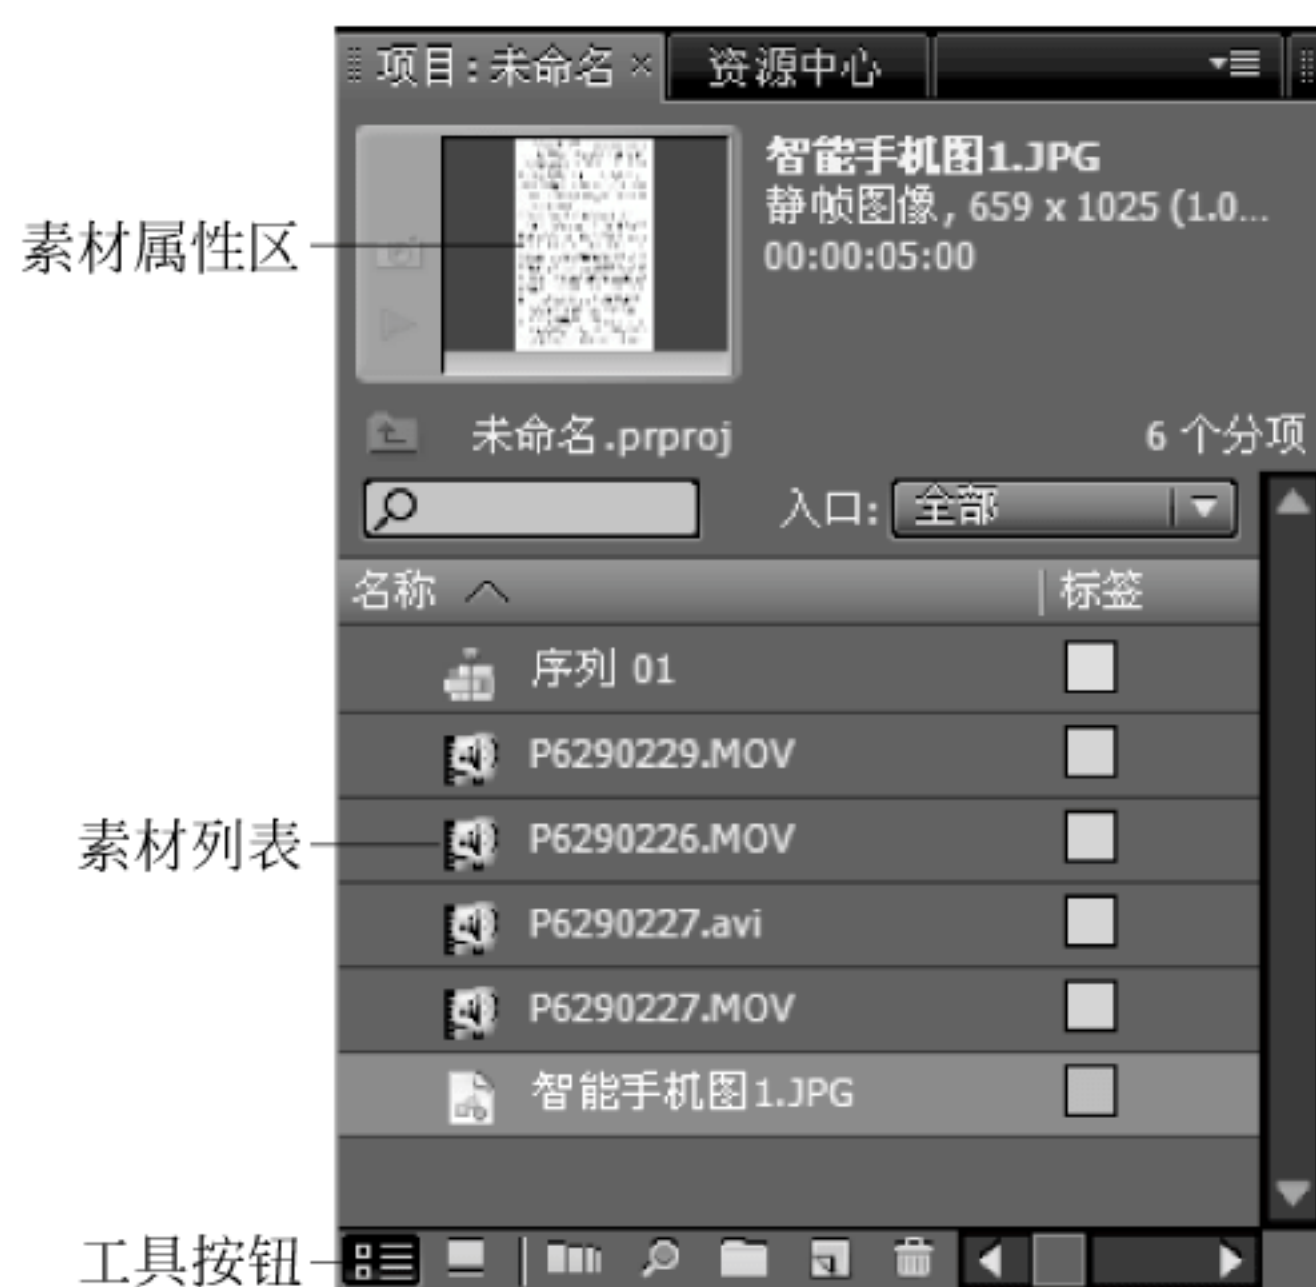 项目:未命名 × 资源中心
智能手机图1.JPG
静帧图像, 659 x 1025 (1.0...
00:00:05:00
素材属性区
未命名.prproj 6 个分项
入口: 全部
名称 标签
序列 01
P6290229.MOV
素材列表
P6290226.MOV
P6290227.avi
P6290227.MOV
智能手机图1.JPG
工具按钮